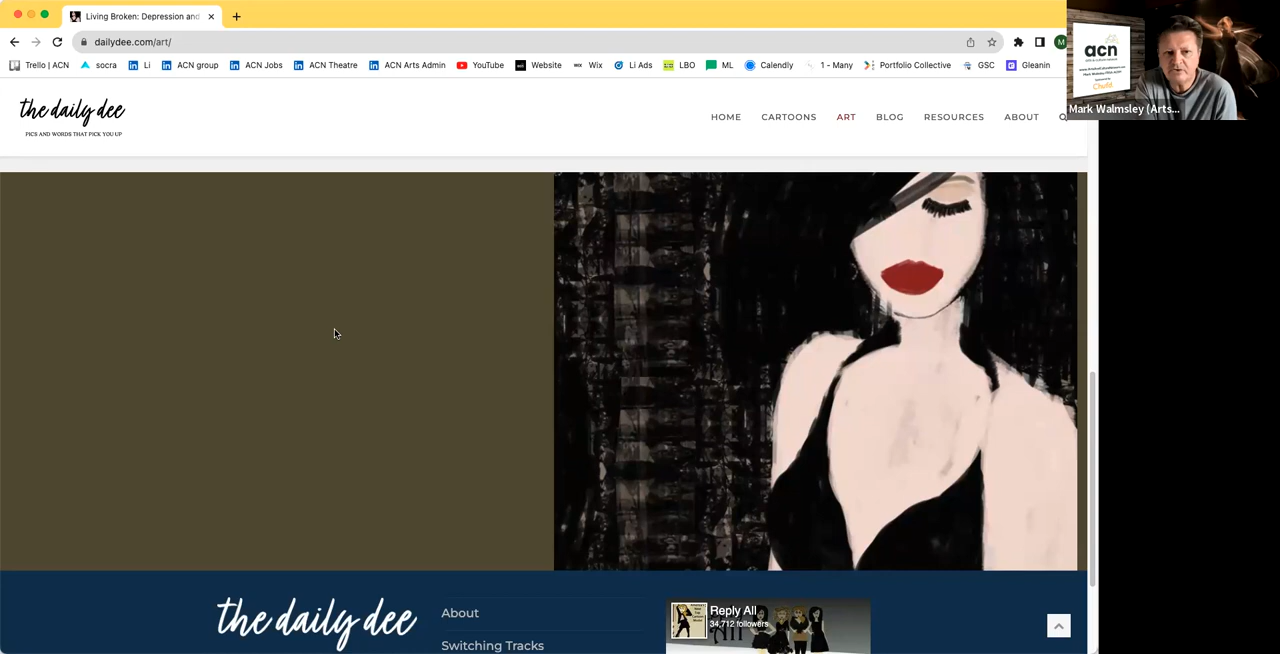 Living Broken: Depression and
dailydee.com/art/
M
Trello | ACN
socra
Li
ACN group
ACN Jobs
ACN Theatre
ACN Arts Admin
YouTube
Website
Wix
Li Ads
LBO
ML
Calendly
1 - Many
Portfolio Collective
GSC
Gleanin
acn
Chuffd
Mark Walmsley (Arts...
the daily dee
PICS AND WORDS THAT PICK YOU UP
HOME
CARTOONS
ART
BLOG
RESOURCES
ABOUT
the daily dee
About
Switching Tracks
Reply All
34,712 followers